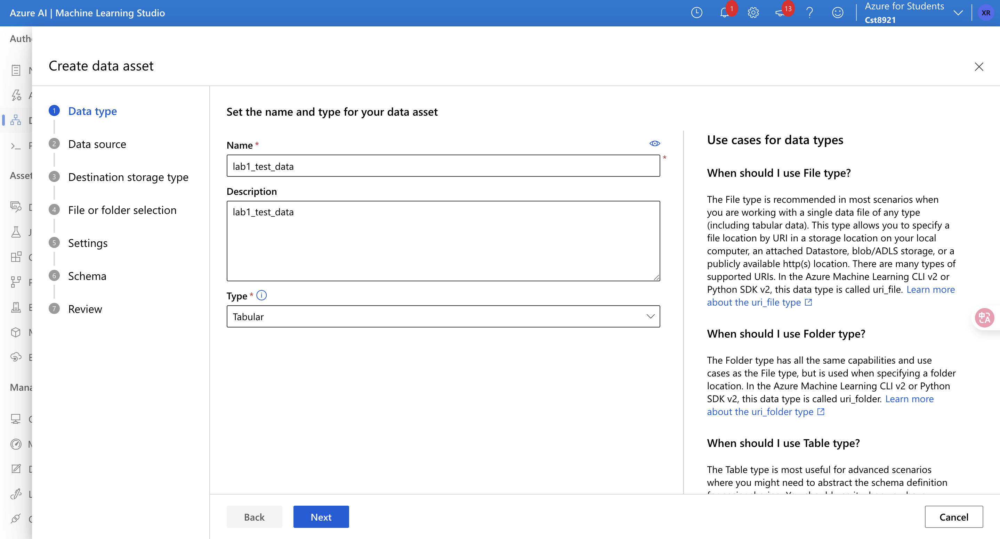 Azure AI | Machine Learning Studio
1
13
Azure for Students
Cst8921
XR
Create data asset
1 Data type
2 Data source
3 Destination storage type
4 File or folder selection
5 Settings
6 Schema
7 Review
Set the name and type for your data asset
Name *
*
lab1_test_data
Description
lab1_test_data
Type *
Tabular
Use cases for data types
When should I use File type?
The File type is recommended in most scenarios when
you are working with a single data file of any type
(including tabular data). This type allows you to specify a
file location by URI in a storage location on your local
computer, an attached Datastore, blob/ADLS storage, or a
publicly available http(s) location. There are many types of
supported URIs. In the Azure Machine Learning CLI v2 or
Python SDK v2, this data type is called uri_file. Learn more
about the uri_file type
When should I use Folder type?
The Folder type has all the same capabilities and use
cases as the File type, but is used when specifying a folder
location. In the Azure Machine Learning CLI v2 or Python
SDK v2, this data type is called uri_folder. Learn more
about the uri_folder type
When should I use Table type?
The Table type is most useful for advanced scenarios
where you might need to abstract the schema definition
Back
Next
Cancel